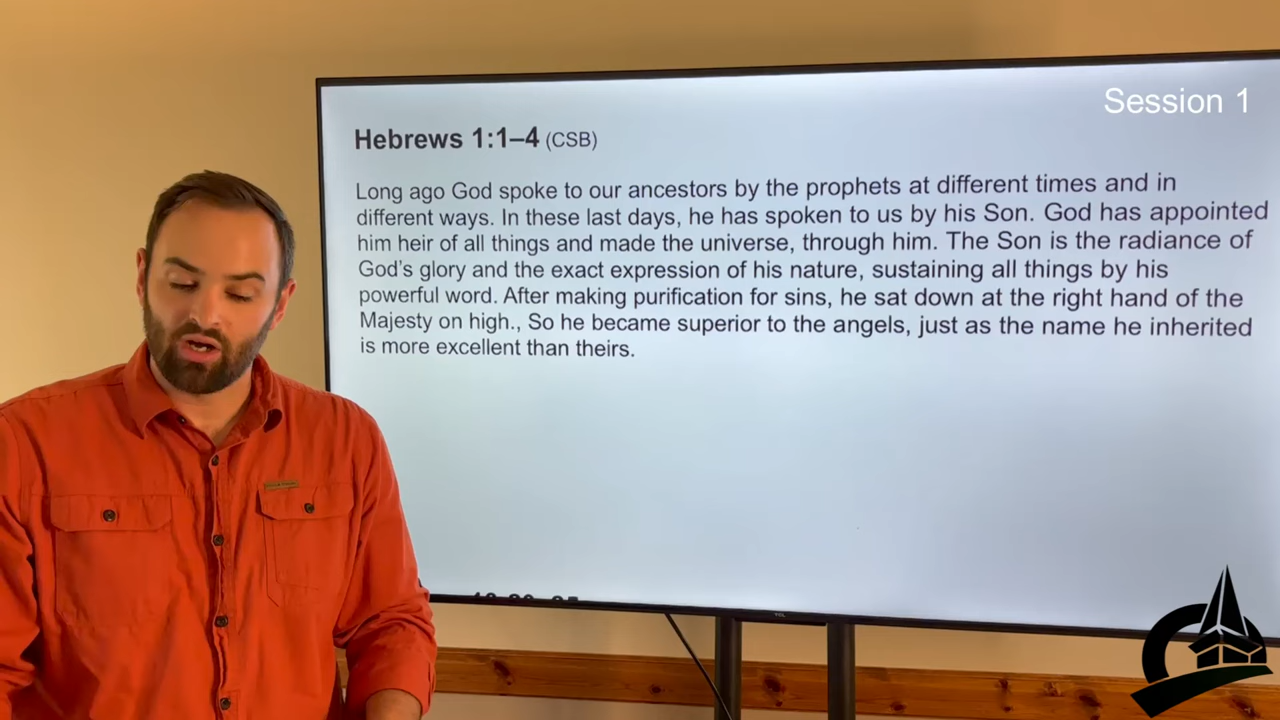 Session 1
Hebrews 1:1–4 (CSB)
Long ago God spoke to our ancestors by the prophets at different times and in
different ways. In these last days, he has spoken to us by his Son. God has appointed
him heir of all things and made the universe, through him. The Son is the radiance of
God's glory and the exact expression of his nature, sustaining all things by his
powerful word. After making purification for sins, he sat down at the right hand of the
Majesty on high., So he became superior to the angels, just as the name he inherited
is more excellent than theirs.
TCL